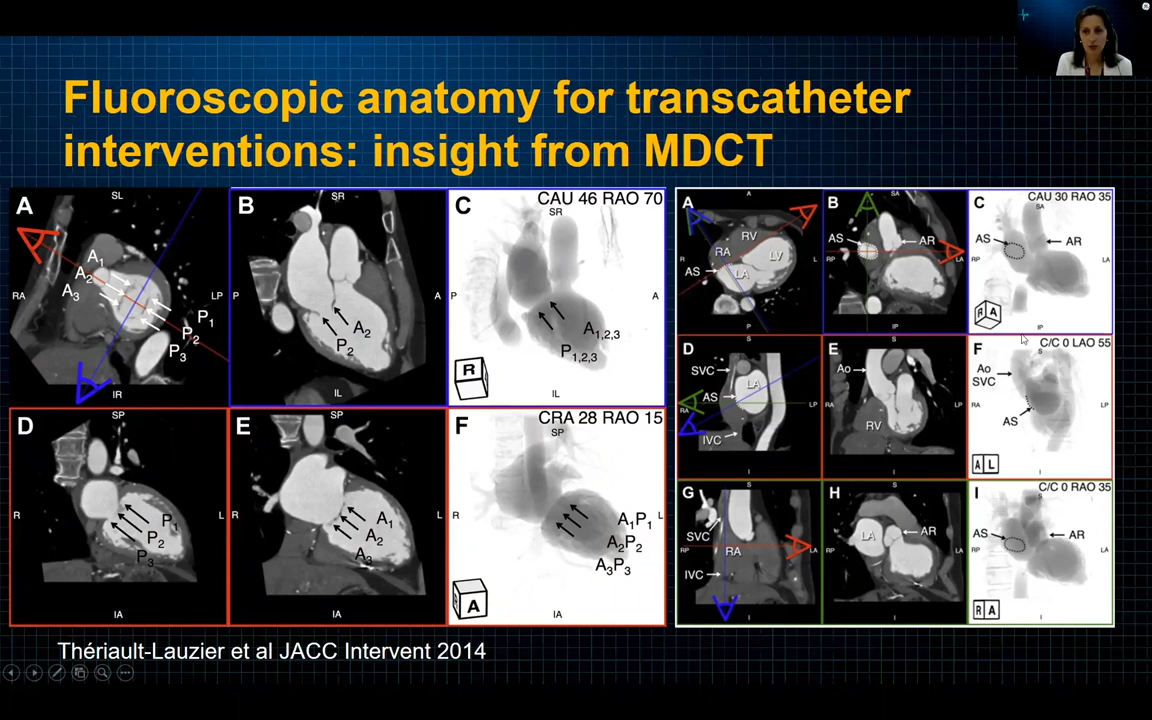 Fluoroscopic anatomy for transcatheter
interventions: insight from MDCT
A
SL
A1
A2
A3
RA
LP
P1
P2
P3
IR
B
SR
P
A
A2
P2
IL
C
CAU 46 RAO 70
SR
P
A
A1,2,3
P1,2,3
R
IL
D
SP
R
L
P1
P2
P3
IA
E
SP
R
L
A1
A2
A3
IA
F
CRA 28 RAO 15
SP
R
L
A1P1
A2P2
A3P3
A
IA
A
A
RV
RA
LV
R
L
AS
LA
P
B
SA
AS
AR
RP
LA
IP
C
CAU 30 RAO 35
SA
AS
AR
RP
LA
R A
IP
D
S
SVC
LA
AS
RA
LP
IVC
I
E
S
Ao
RA
LP
RV
I
F
C/C 0 LAO 55
S
Ao
SVC
RA
LP
AS
A L
I
G
S
SVC
RP
RA
LA
IVC
I
H
S
LA
AR
RP
LA
I
I
C/C 0 RAO 35
S
AS
AR
RP
LA
R A
I
Thériault-Lauzier et al JACC Intervent 2014